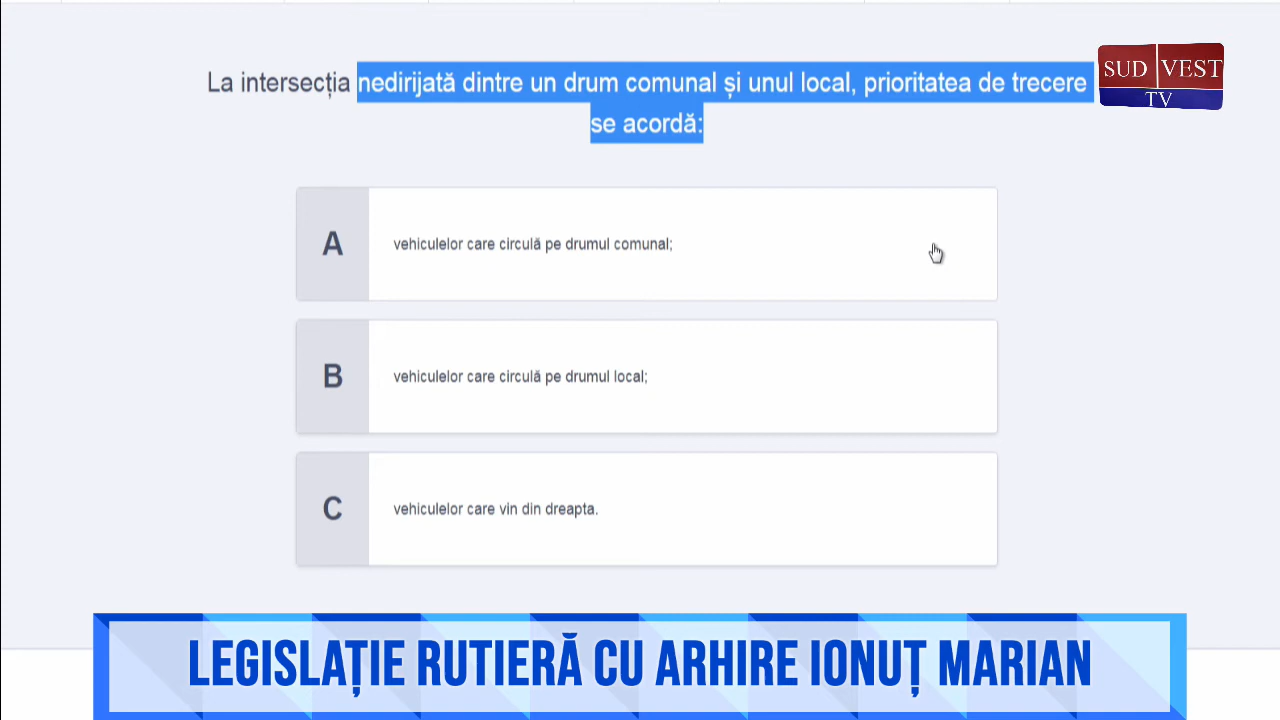 La intersecția nedirijată dintre un drum comunal și unul local, prioritatea de trecere
se acordă:
SUD VEST
TV
A
vehiculelor care circulă pe drumul comunal;
B
vehiculelor care circulă pe drumul local;
C
vehiculelor care vin din dreapta.
LEGISLAȚIE RUTIERĂ CU ARHIRE IONUȚ MARIAN